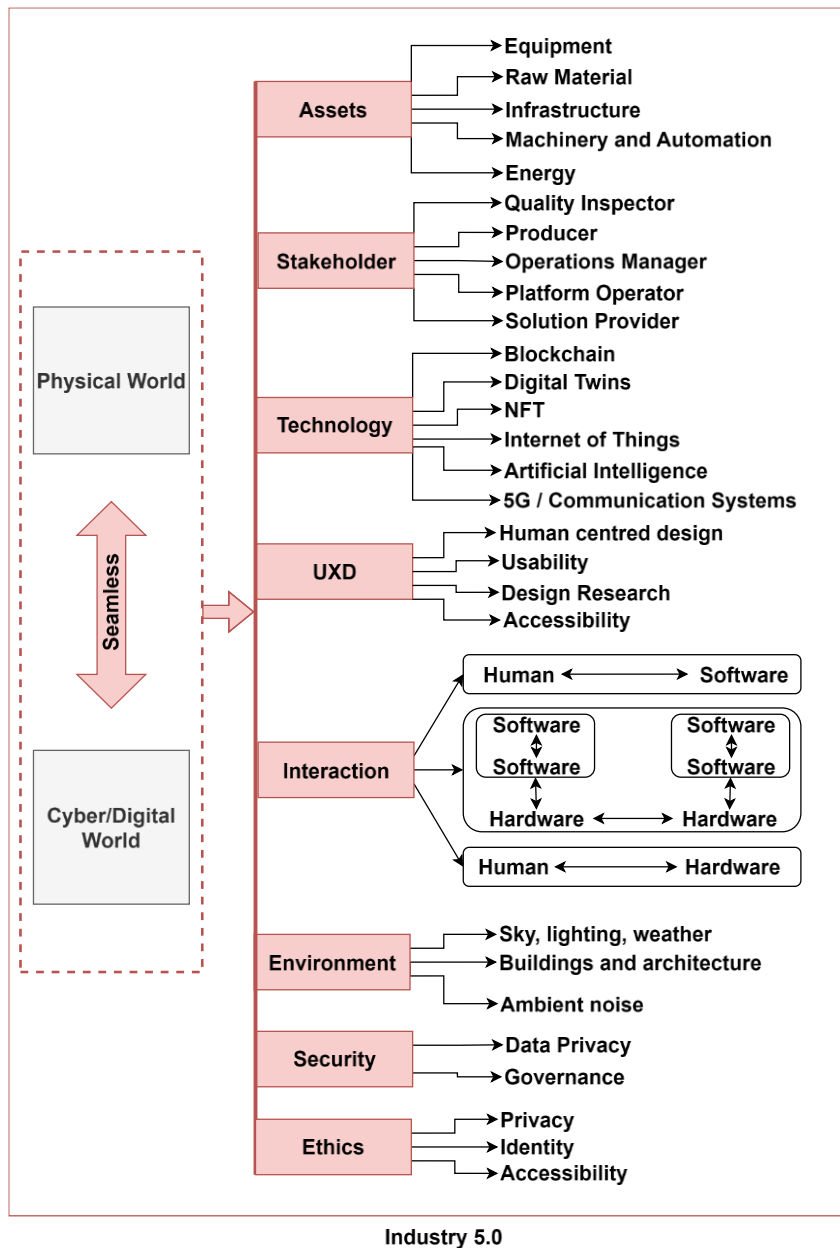 Physical World
Seamless
Cyber/Digital
World
Assets
Equipment
Raw Material
Infrastructure
Machinery and Automation
Energy
Stakeholder
Quality Inspector
Producer
Operations Manager
Platform Operator
Solution Provider
Technology
Blockchain
Digital Twins
NFT
Internet of Things
Artificial Intelligence
5G / Communication Systems
UXD
Human centred design
Usability
Design Research
Accessibility
Interaction
Human Software
Software Software
Software Software
Hardware Hardware
Human Hardware
Environment
Sky, lighting, weather
Buildings and architecture
Ambient noise
Security
Data Privacy
Governance
Ethics
Privacy
Identity
Accessibility
Industry 5.0